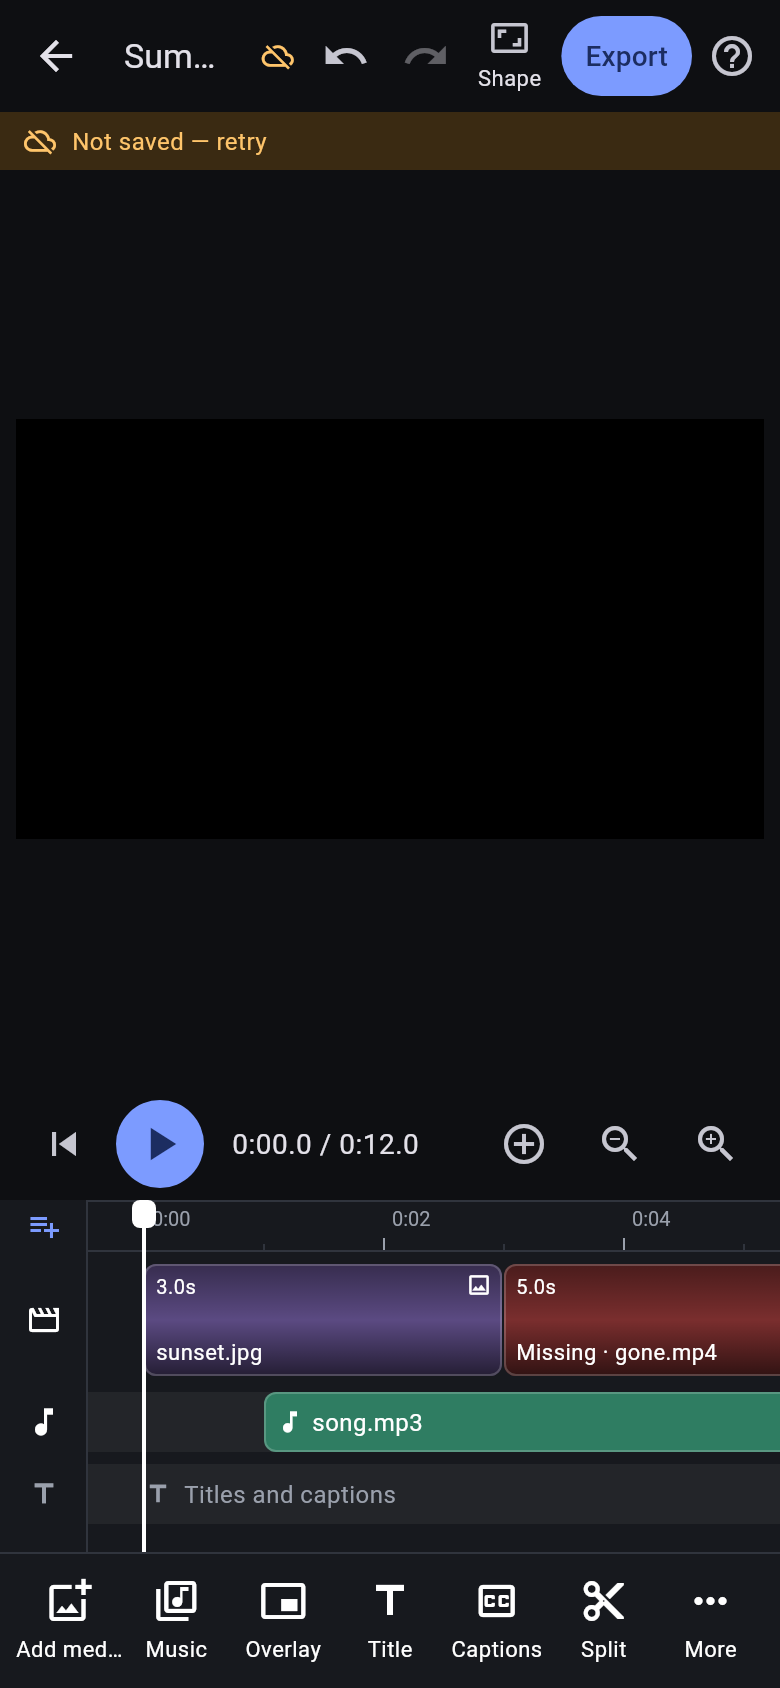 Sum…
Shape
Export
Not saved — retry
0:00.0 / 0:12.0
0:00
0:02
0:04
3.0s
5.0s
sunset.jpg
Missing · gone.mp4
song.mp3
Titles and captions
Add med…
Music
Overlay
Title
Captions
Split
More